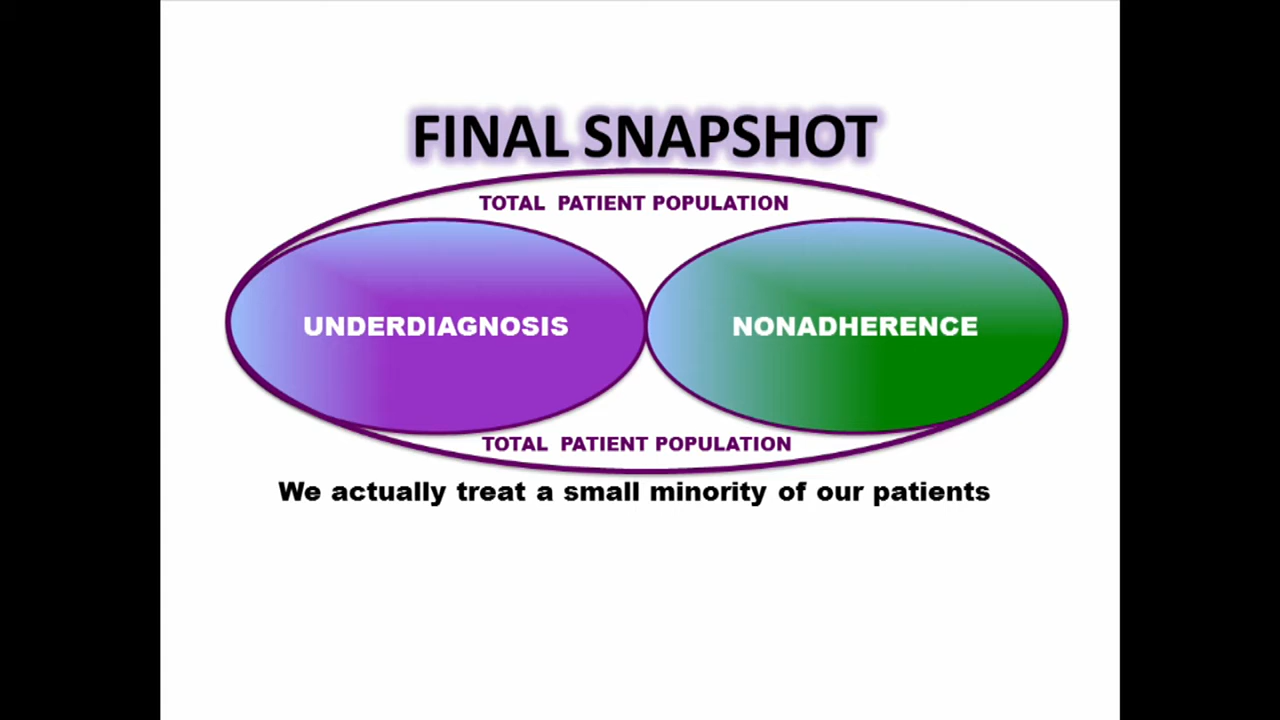 FINAL SNAPSHOT
TOTAL PATIENT POPULATION
UNDERDIAGNOSIS
NONADHERENCE
TOTAL PATIENT POPULATION
We actually treat a small minority of our patients